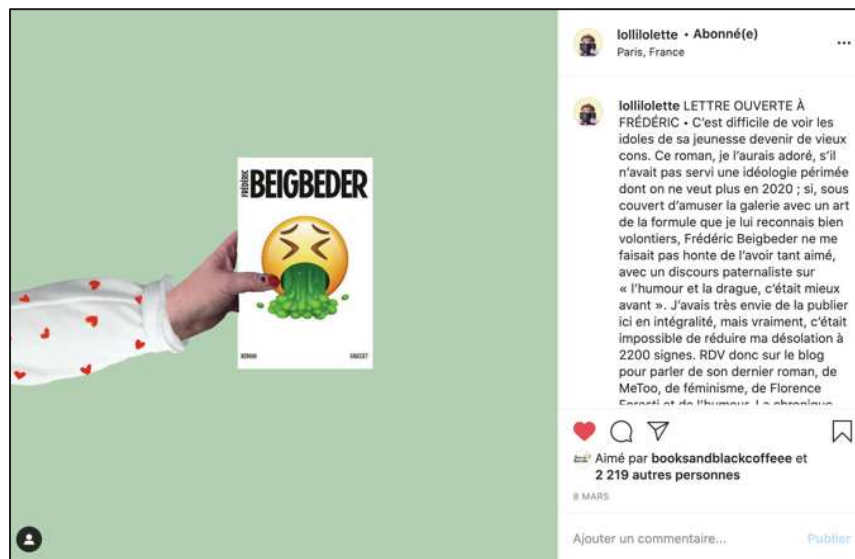 FRÉDÉRIC
BEIGBEDER
ROMAN
GRASSET
lollilolette • Abonné(e)
Paris, France
lollilolette LETTRE OUVERTE À
FRÉDÉRIC • C'est difficile de voir les
idoles de sa jeunesse devenir de vieux
cons. Ce roman, je l'aurais adoré, s'il
n'avait pas servi une idéologie périmée
dont on ne veut plus en 2020 ; si, sous
couvert d'amuser la galerie avec un art
de la formule que je lui reconnais bien
volontiers, Frédéric Beigbeder ne me
faisait pas honte de l'avoir tant aimé,
avec un discours paternaliste sur
« l'humour et la drague, c'était mieux
avant ». J'avais très envie de la publier
ici en intégralité, mais vraiment, c'était
impossible de réduire ma désolation à
2200 signes. RDV donc sur le blog
pour parler de son dernier roman, de
MeToo, de féminisme, de Florence
Foresti et de l'humour. La chronique
Aimé par booksandblackcoffeee et
2 219 autres personnes
8 MARS
Ajouter un commentaire...
Publier